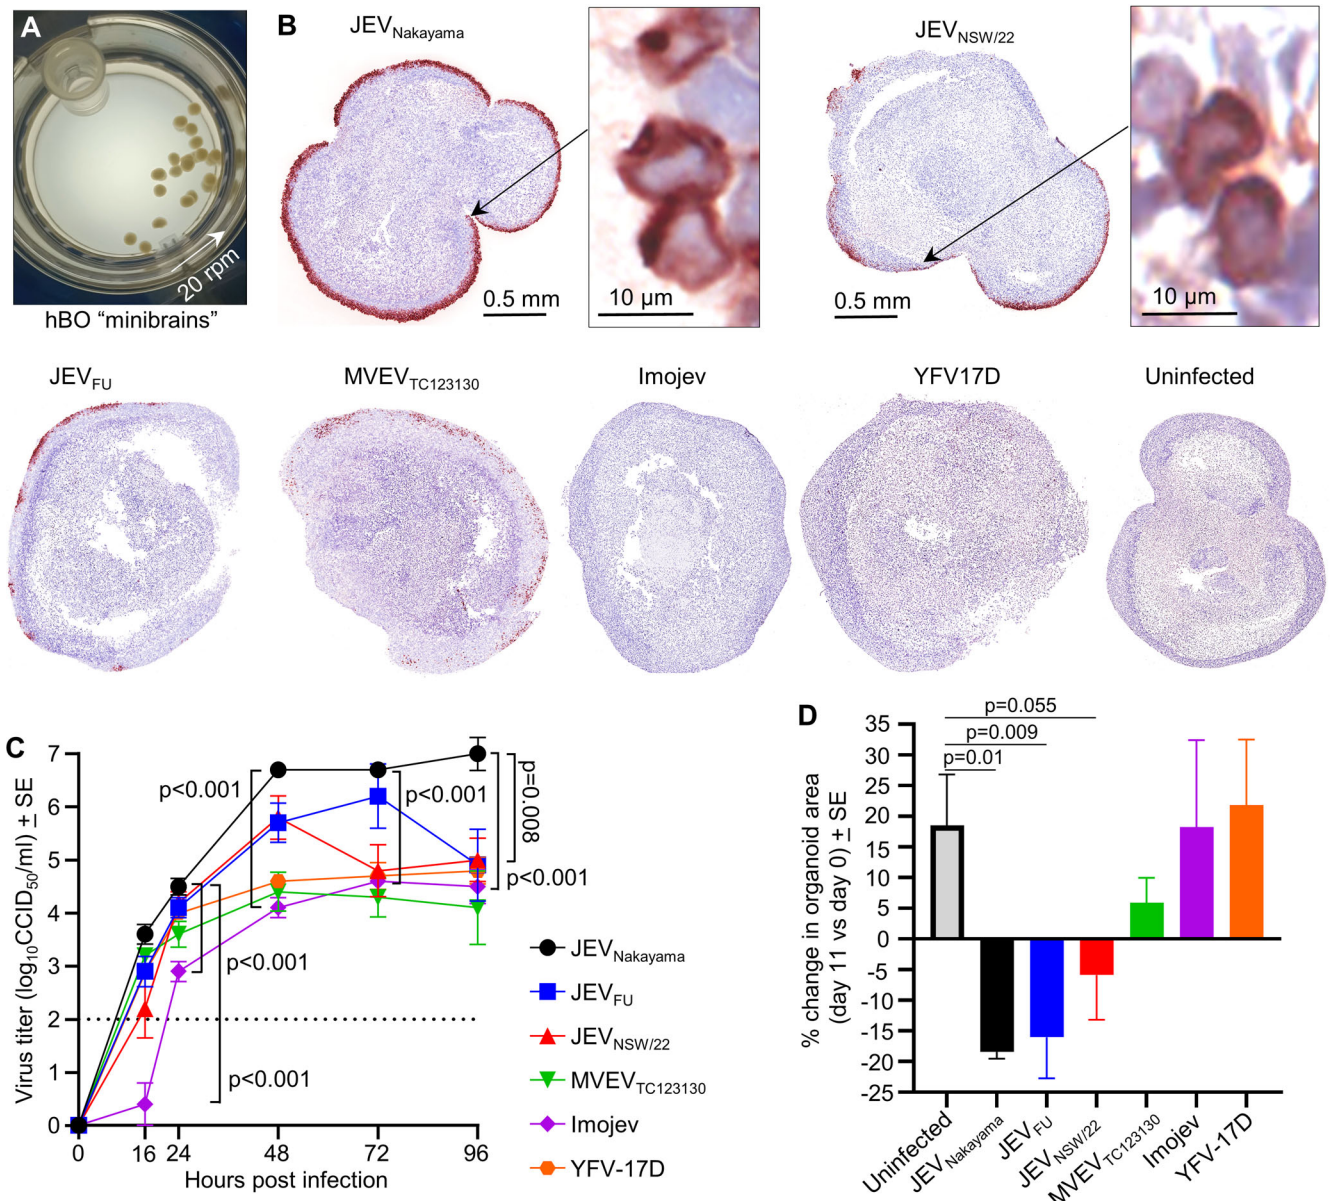 A
20 rpm
hBO “minibrains”
B
JEVNakayama
10 µm
0.5 mm
JEVNSW/22
10 µm
0.5 mm
JEVFU
MVEVTC123130
Imojev
YFV17D
Uninfected
C
Virus titer (log10CCID50/ml) ± SE
7
6
5
4
3
2
1
0
p<0.001
p<0.001
p=0.008
p<0.001
p<0.001
p<0.001
0 16 24 48 72 96
Hours post infection
JEVNakayama
JEVFU
JEVNSW/22
MVEVTC123130
Imojev
YFV-17D
D
% change in organoid area
(day 11 vs day 0) ± SE
p=0.055
p=0.009
p=0.01
35
30
25
20
15
10
5
0
-5
-10
-15
-20
-25
Uninfected
JEVNakayama
JEVFU
JEVNSW/22
MVEVTC123130
Imojev
YFV-17D